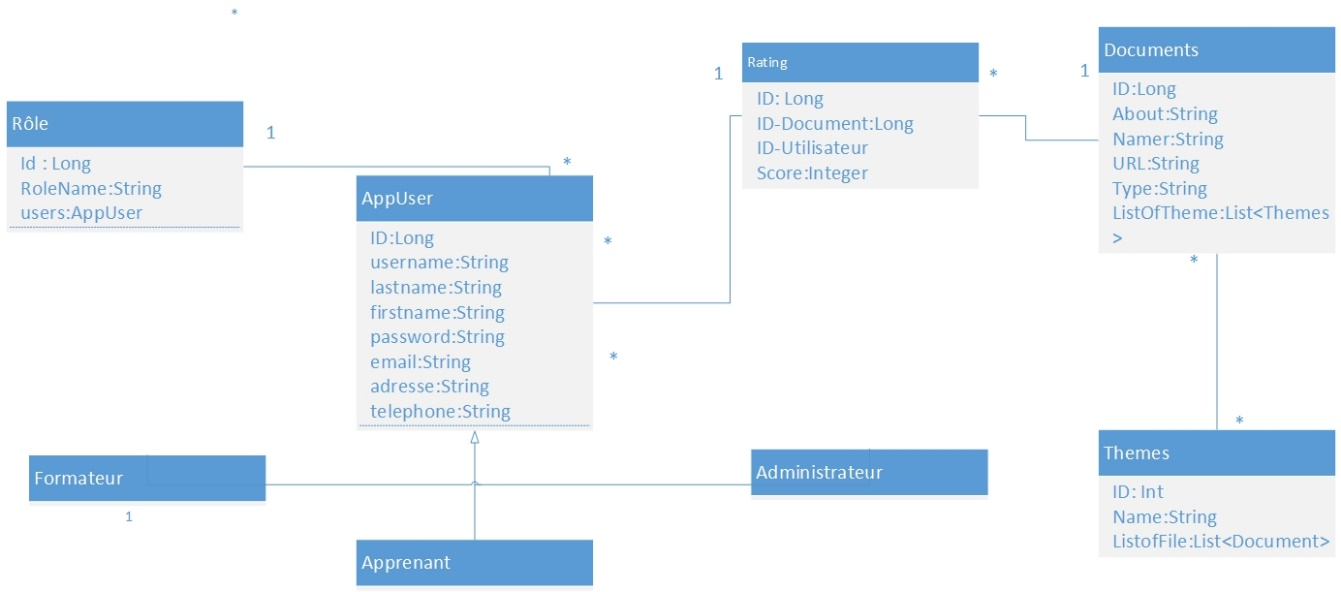 *
Rôle
1
Id : Long
RoleName:String
users:AppUser
*
AppUser
ID:Long
username:String
lastname:String
firstname:String
password:String
email:String
adresse:String
telephone:String
*
*
1
Rating
*
ID: Long
ID-Document:Long
ID-Utilisateur
Score:Integer
1
Documents
ID:Long
About:String
Namer:String
URL:String
Type:String
ListOfTheme:List<Themes
>
*
*
Themes
ID: Int
Name:String
ListofFile:List<Document>
Formateur
1
Administrateur
Apprenant